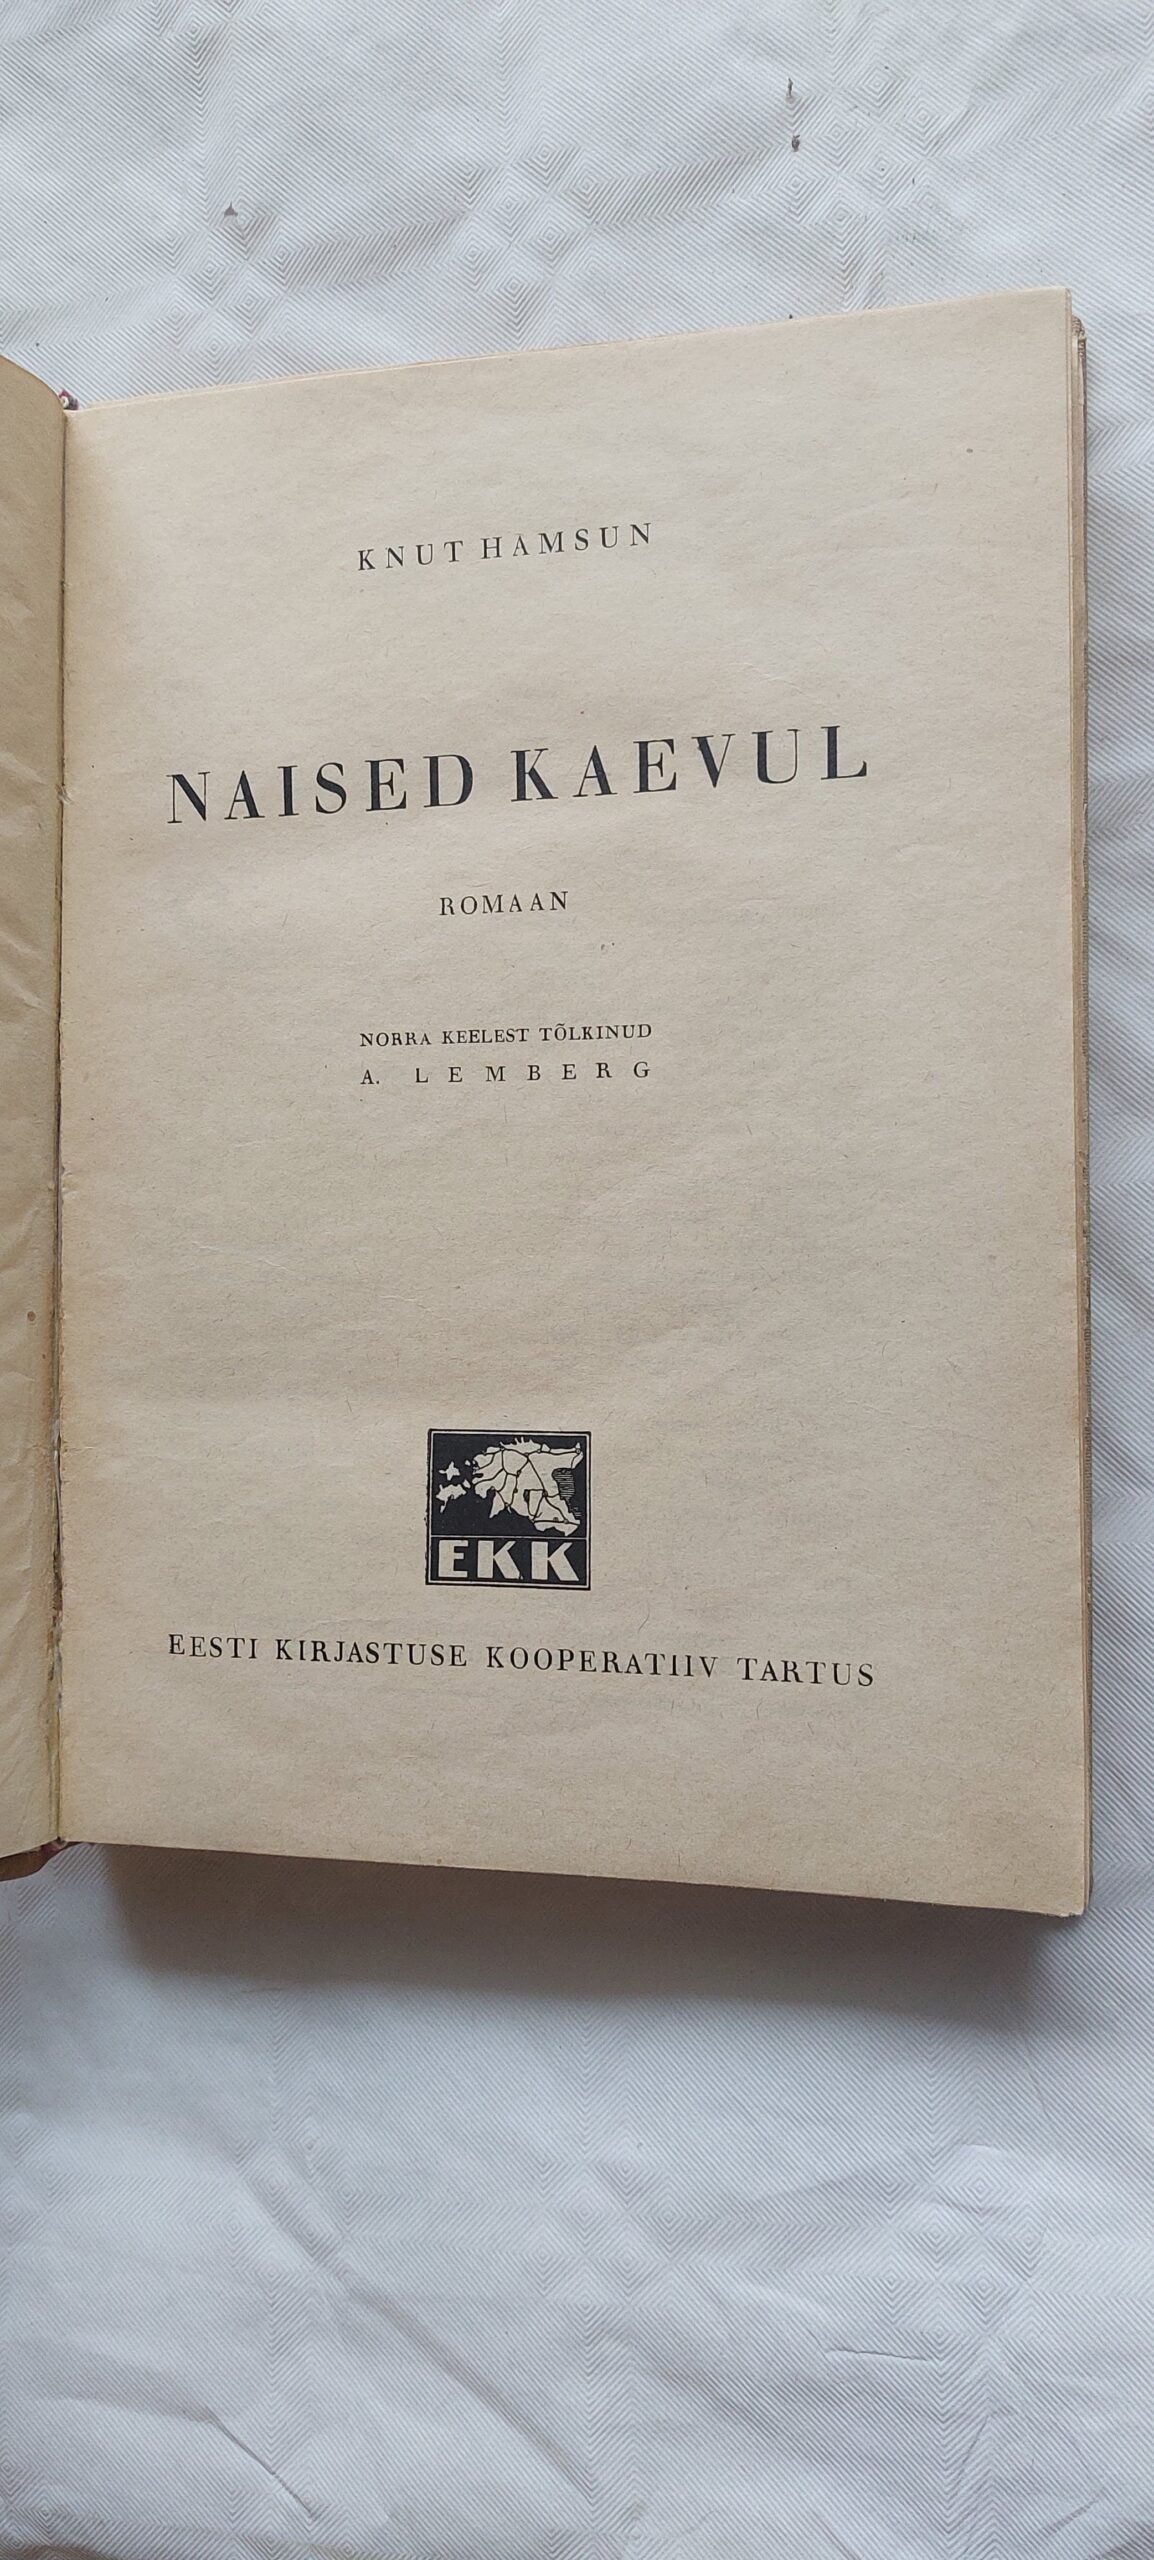 KNUT HAMSUN
NAISED KAEVUL
ROMAAN
NORRA KEELEST TÕLKINUD
A. LEMBERG
EKK
EESTI KIRJASTUSE KOOPERATIIV TARTUS